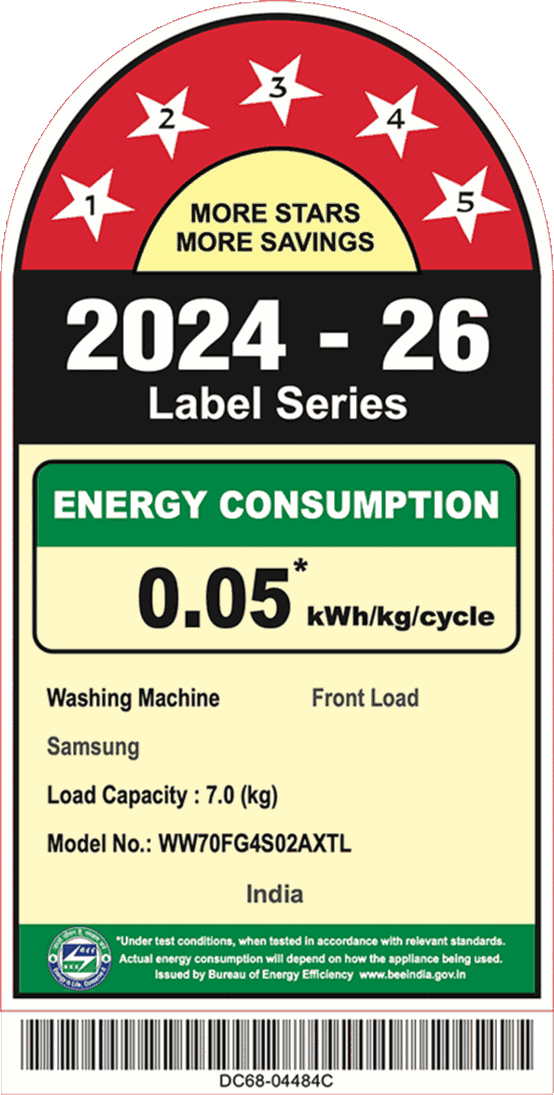 1 2 3 4 5
MORE STARS
MORE SAVINGS
2024 - 26
Label Series
ENERGY CONSUMPTION
0.05* kWh/kg/cycle
Washing Machine Front Load
Samsung
Load Capacity : 7.0 (kg)
Model No.: WW70FG4S02AXTL
India
*Under test conditions, when tested in accordance with relevant standards.
Actual energy consumption will depend on how the appliance being used.
Issued by Bureau of Energy Efficiency www.beeindia.gov.in
BEE
DC68-04484C